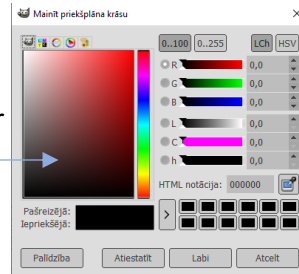 Mainīt priekšplāna krāsu
0..100 0..255 LCh HSV
R 0,0
G 0,0
B 0,0
L 0,0
C 0,0
h 0,0
HTML notācija: 000000
Pašreizējā:
Iepriekšējā:
Palīdzība Atiestatīt Labi Atcelt